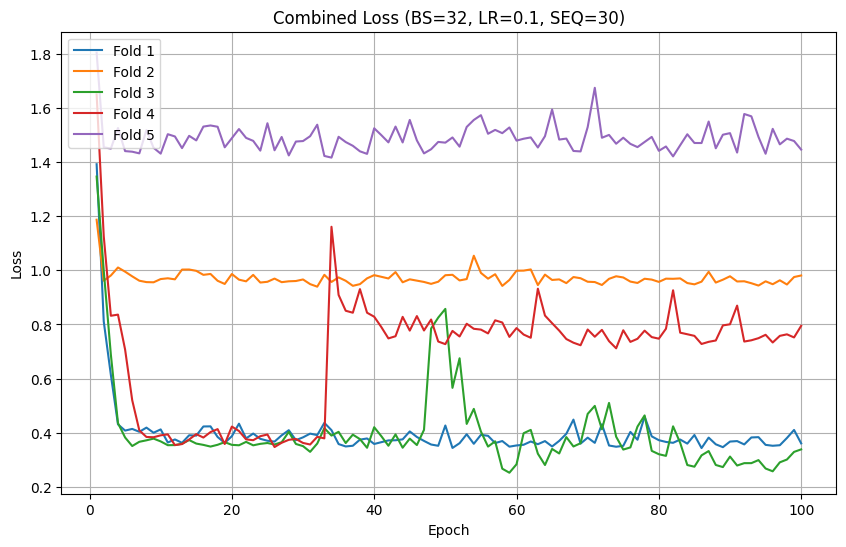 Combined Loss (BS=32, LR=0.1, SEQ=30)
Fold 1
Fold 2
Fold 3
Fold 4
Fold 5
Loss
1.8
1.6
1.4
1.2
1.0
0.8
0.6
0.4
0.2
0
20
40
60
80
100
Epoch